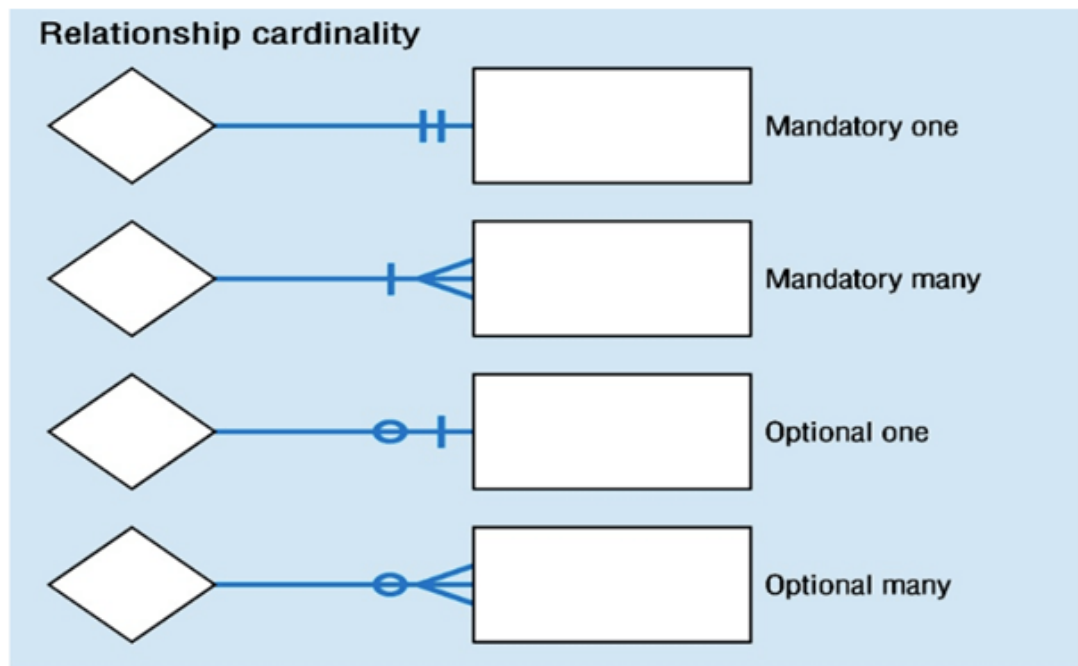 Relationship cardinality
Mandatory one
Mandatory many
Optional one
Optional many